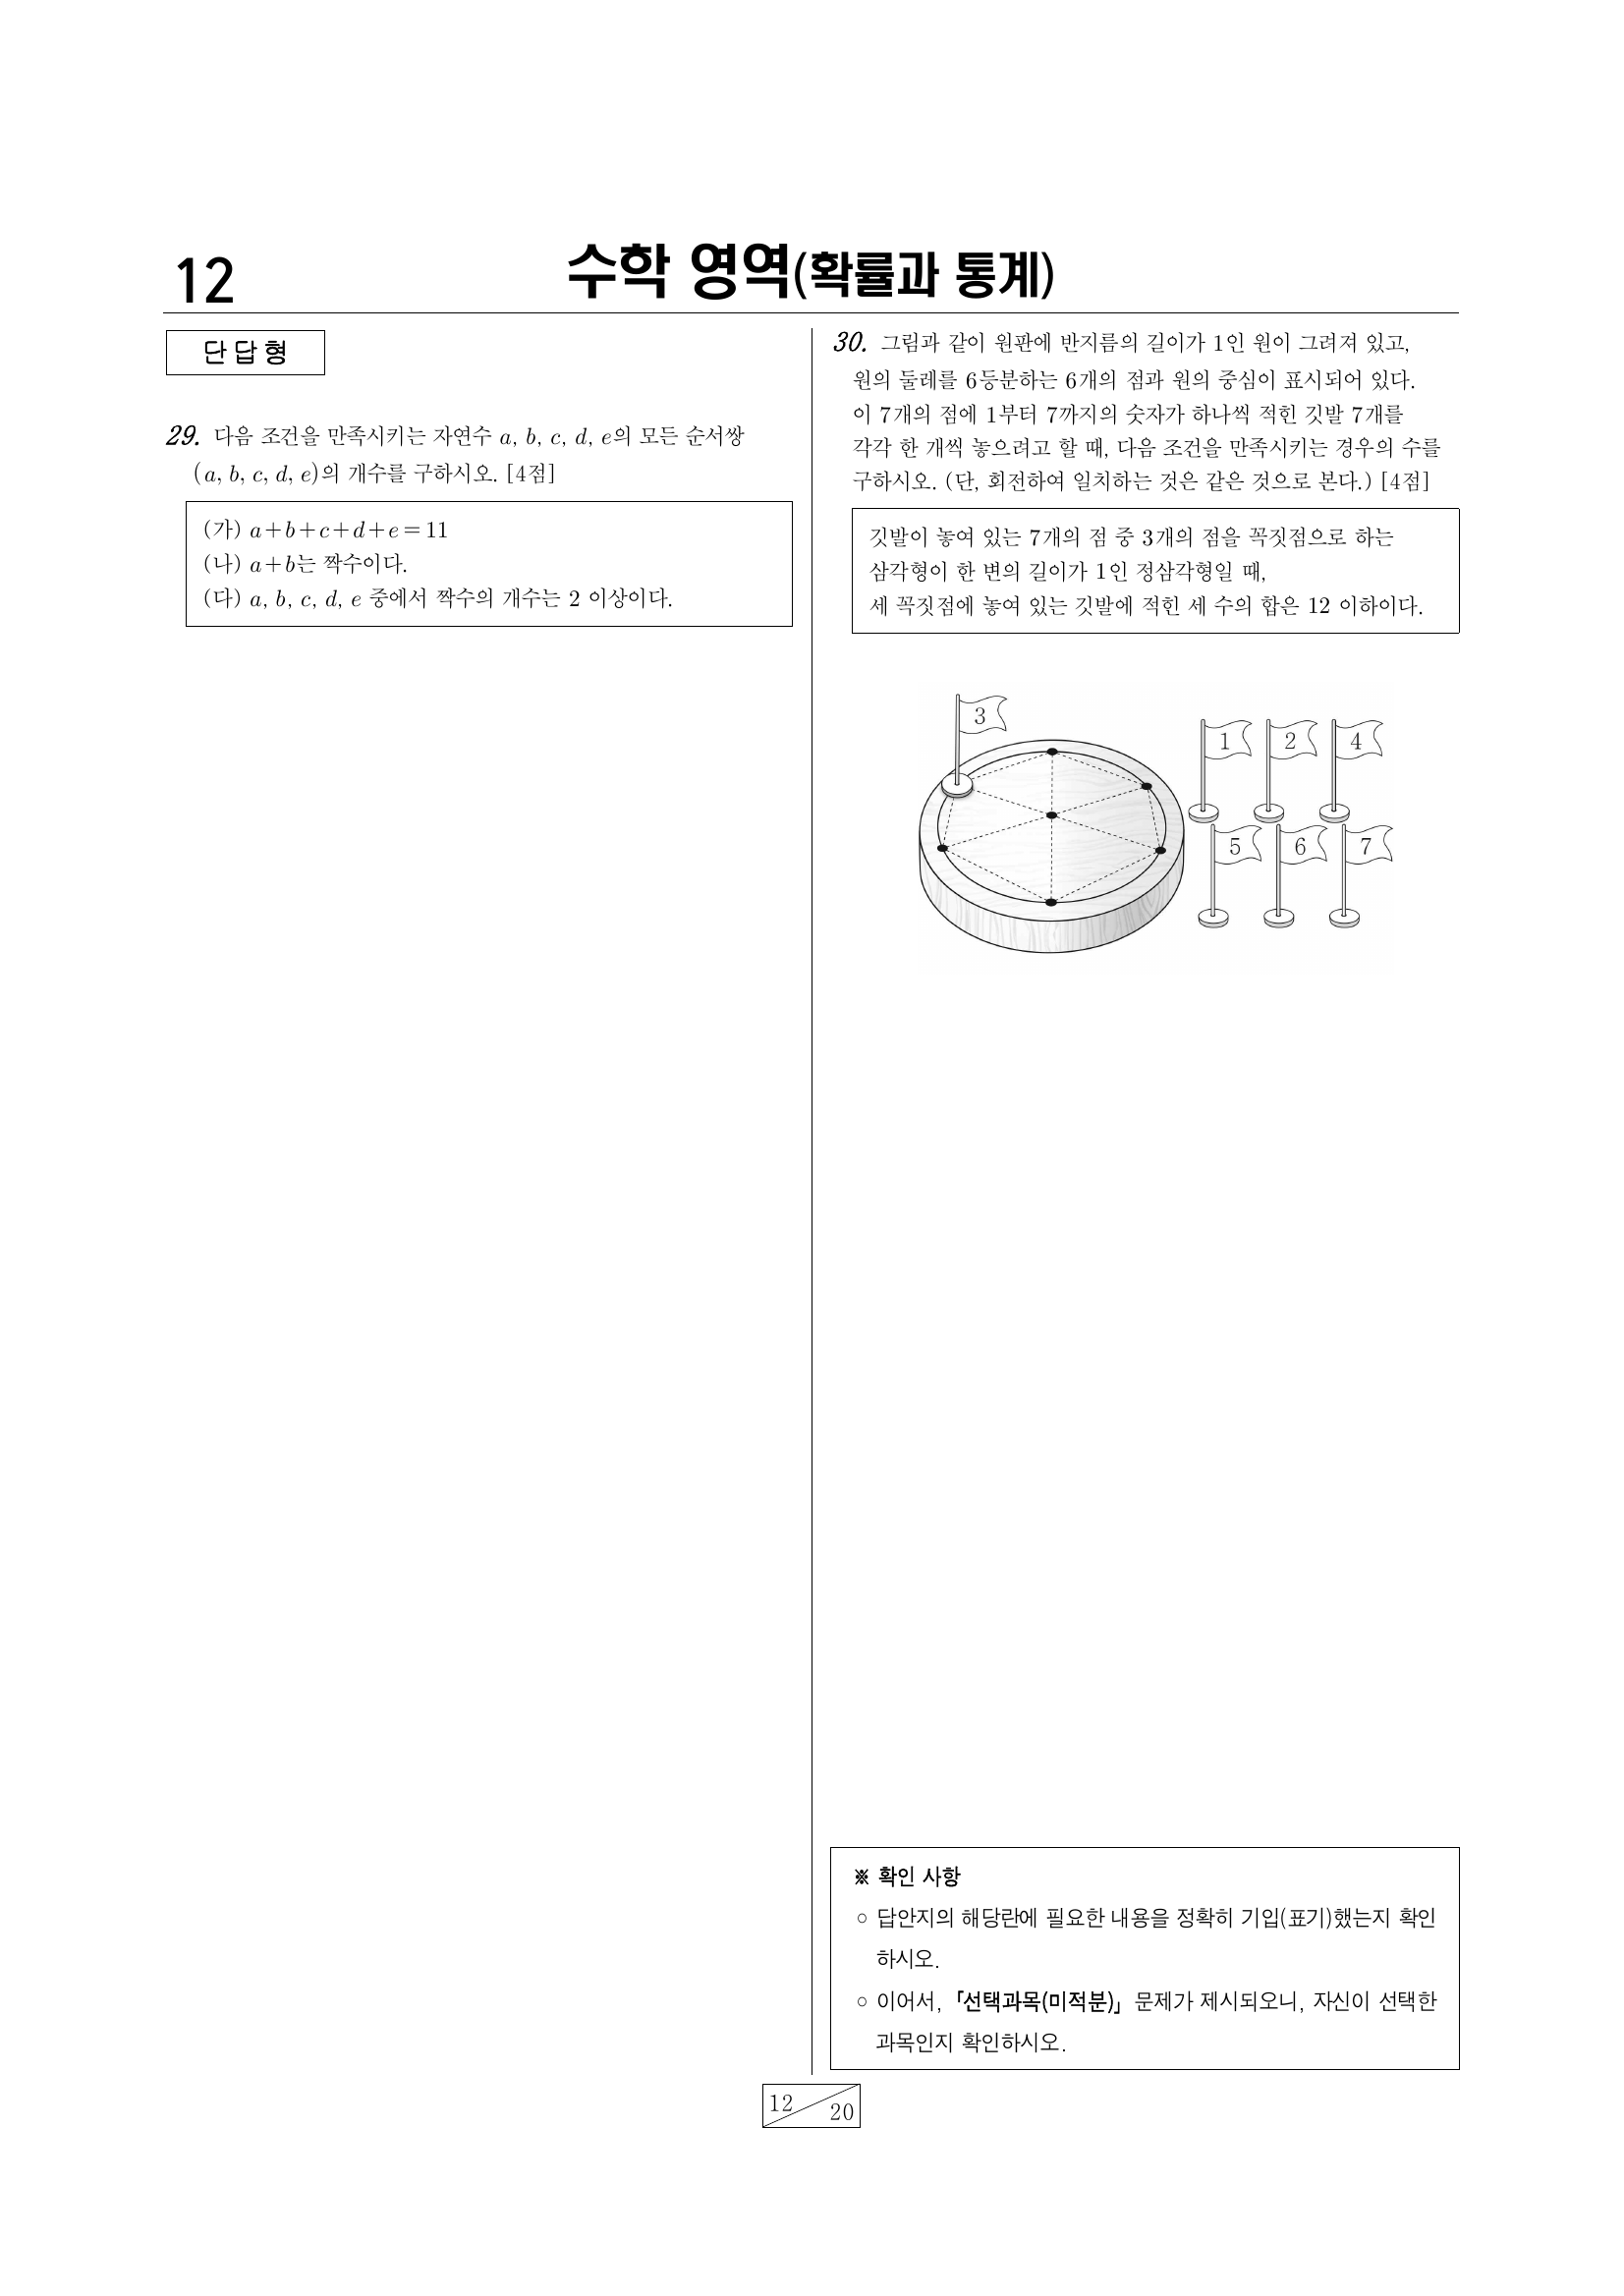 12
수학 영역(확률과 통계)
단답형
29. 다음 조건을 만족시키는 자연수 a, b, c, d, e의 모든 순서쌍
(a, b, c, d, e)의 개수를 구하시오. [4점]
(가) a+b+c+d+e=11
(나) a+b는 짝수이다.
(다) a, b, c, d, e 중에서 짝수의 개수는 2 이상이다.
30. 그림과 같이 원판에 반지름의 길이가 1인 원이 그려져 있고,
원의 둘레를 6등분하는 6개의 점과 원의 중심이 표시되어 있다.
이 7개의 점에 1부터 7까지의 숫자가 하나씩 적힌 깃발 7개를
각각 한 개씩 놓으려고 할 때, 다음 조건을 만족시키는 경우의 수를
구하시오. (단, 회전하여 일치하는 것은 같은 것으로 본다.) [4점]
깃발이 놓여 있는 7개의 점 중 3개의 점을 꼭짓점으로 하는
삼각형이 한 변의 길이가 1인 정삼각형일 때,
세 꼭짓점에 놓여 있는 깃발에 적힌 세 수의 합은 12 이하이다.
3
1 2 4
5 6 7
※ 확인 사항
○ 답안지의 해당란에 필요한 내용을 정확히 기입(표기)했는지 확인
하시오.
○ 이어서, 「선택과목(미적분)」 문제가 제시되오니, 자신이 선택한
과목인지 확인하시오.
12
20